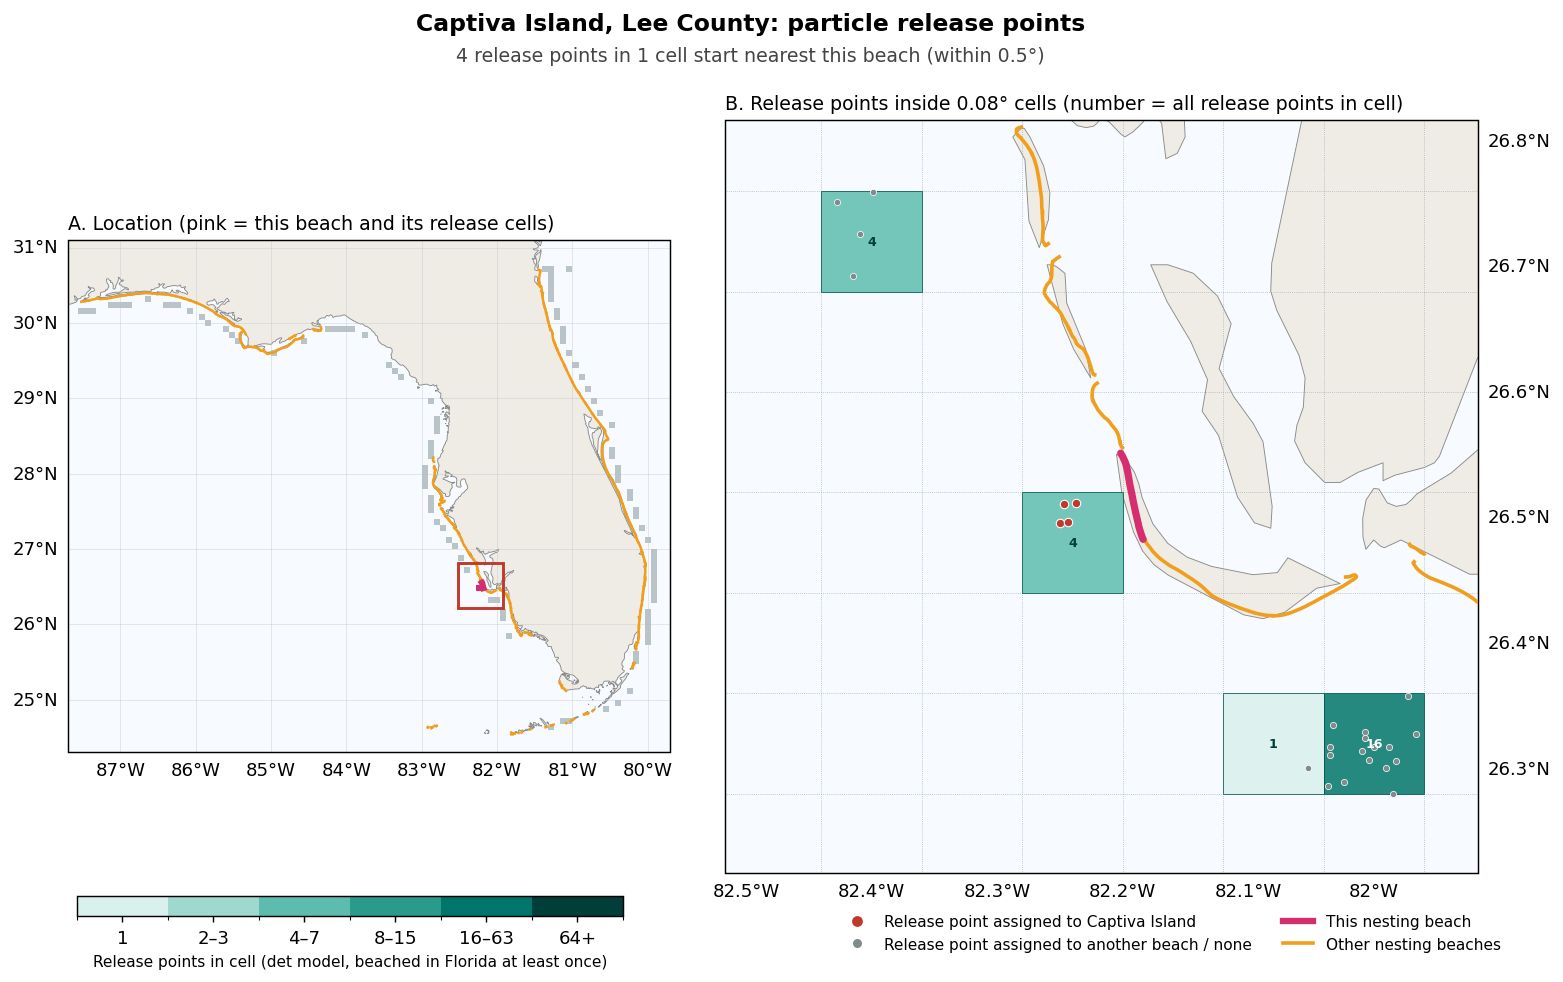 Captiva Island, Lee County: particle release points
4 release points in 1 cell start nearest this beach (within 0.5°)
A. Location (pink = this beach and its release cells)
31°N
30°N
29°N
28°N
27°N
26°N
25°N
87°W
86°W
85°W
84°W
83°W
82°W
81°W
80°W
B. Release points inside 0.08° cells (number = all release points in cell)
4
4
1
16
26.8°N
26.7°N
26.6°N
26.5°N
26.4°N
26.3°N
82.5°W
82.4°W
82.3°W
82.2°W
82.1°W
82°W
1
2–3
4–7
8–15
16–63
64+
Release points in cell (det model, beached in Florida at least once)
Release point assigned to Captiva Island
Release point assigned to another beach / none
This nesting beach
Other nesting beaches